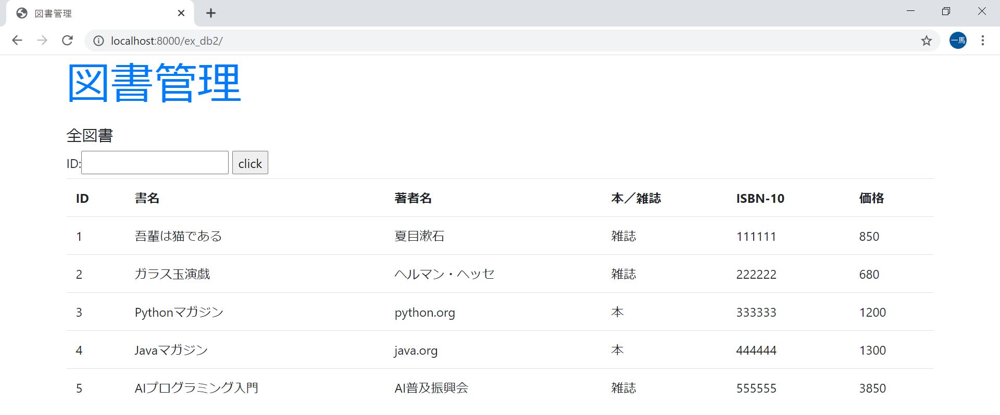 図書管理
localhost:8000/ex_db2/
一馬
図書管理
全図書
ID: click
ID 書名 著者名 本／雑誌 ISBN-10 価格
1 吾輩は猫である 夏目漱石 雑誌 111111 850
2 ガラス玉演戯 ヘルマン・ヘッセ 雑誌 222222 680
3 Pythonマガジン python.org 本 333333 1200
4 Javaマガジン java.org 本 444444 1300
5 AIプログラミング入門 AI普及振興会 雑誌 555555 3850